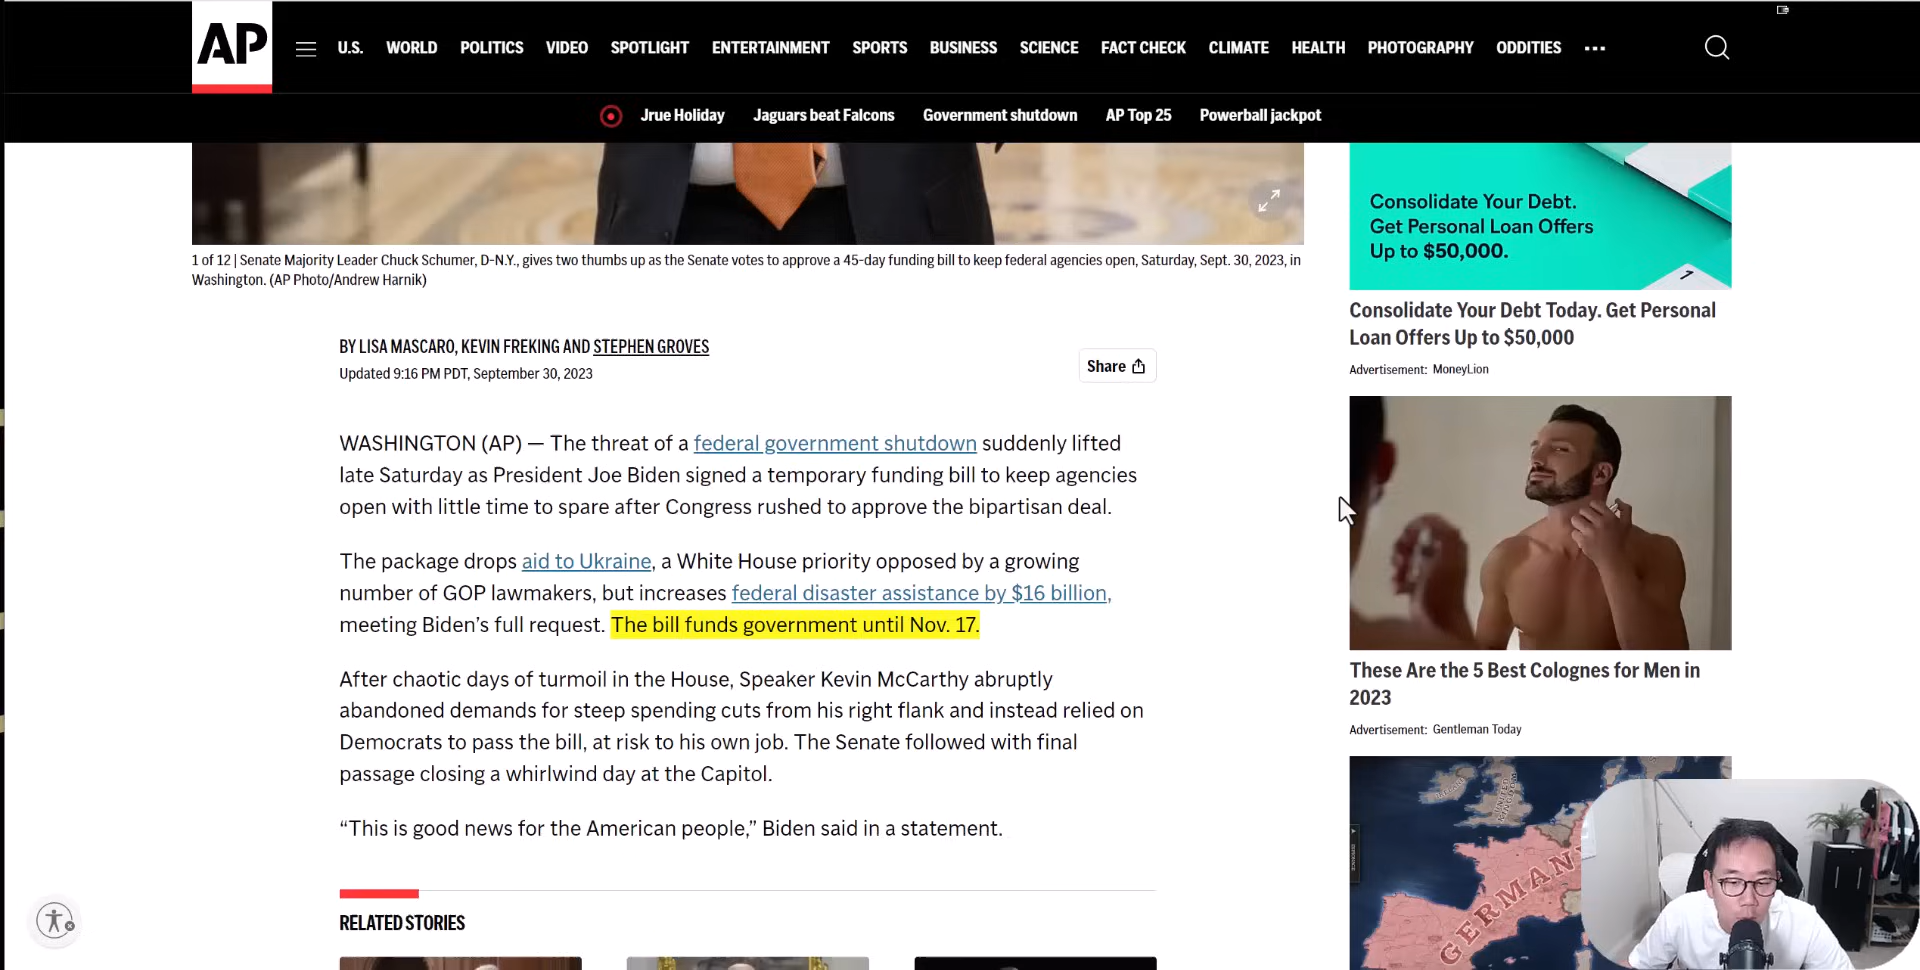 AP
U.S. WORLD POLITICS VIDEO SPOTLIGHT ENTERTAINMENT SPORTS BUSINESS SCIENCE FACT CHECK CLIMATE HEALTH PHOTOGRAPHY ODDITIES
Jrue Holiday Jaguars beat Falcons Government shutdown AP Top 25 Powerball jackpot
1 of 12 | Senate Majority Leader Chuck Schumer, D-N.Y., gives two thumbs up as the Senate votes to approve a 45-day funding bill to keep federal agencies open, Saturday, Sept. 30, 2023, in
Washington. (AP Photo/Andrew Harnik)
BY LISA MASCARO, KEVIN FREKING AND STEPHEN GROVES
Updated 9:16 PM PDT, September 30, 2023
Share
WASHINGTON (AP) — The threat of a federal government shutdown suddenly lifted
late Saturday as President Joe Biden signed a temporary funding bill to keep agencies
open with little time to spare after Congress rushed to approve the bipartisan deal.
The package drops aid to Ukraine, a White House priority opposed by a growing
number of GOP lawmakers, but increases federal disaster assistance by $16 billion,
meeting Biden’s full request. The bill funds government until Nov. 17.
After chaotic days of turmoil in the House, Speaker Kevin McCarthy abruptly
abandoned demands for steep spending cuts from his right flank and instead relied on
Democrats to pass the bill, at risk to his own job. The Senate followed with final
passage closing a whirlwind day at the Capitol.
“This is good news for the American people,” Biden said in a statement.
RELATED STORIES
Consolidate Your Debt.
Get Personal Loan Offers
Up to $50,000.
Consolidate Your Debt Today. Get Personal
Loan Offers Up to $50,000
Advertisement: MoneyLion
These Are the 5 Best Colognes for Men in
2023
Advertisement: Gentleman Today
GERMAN